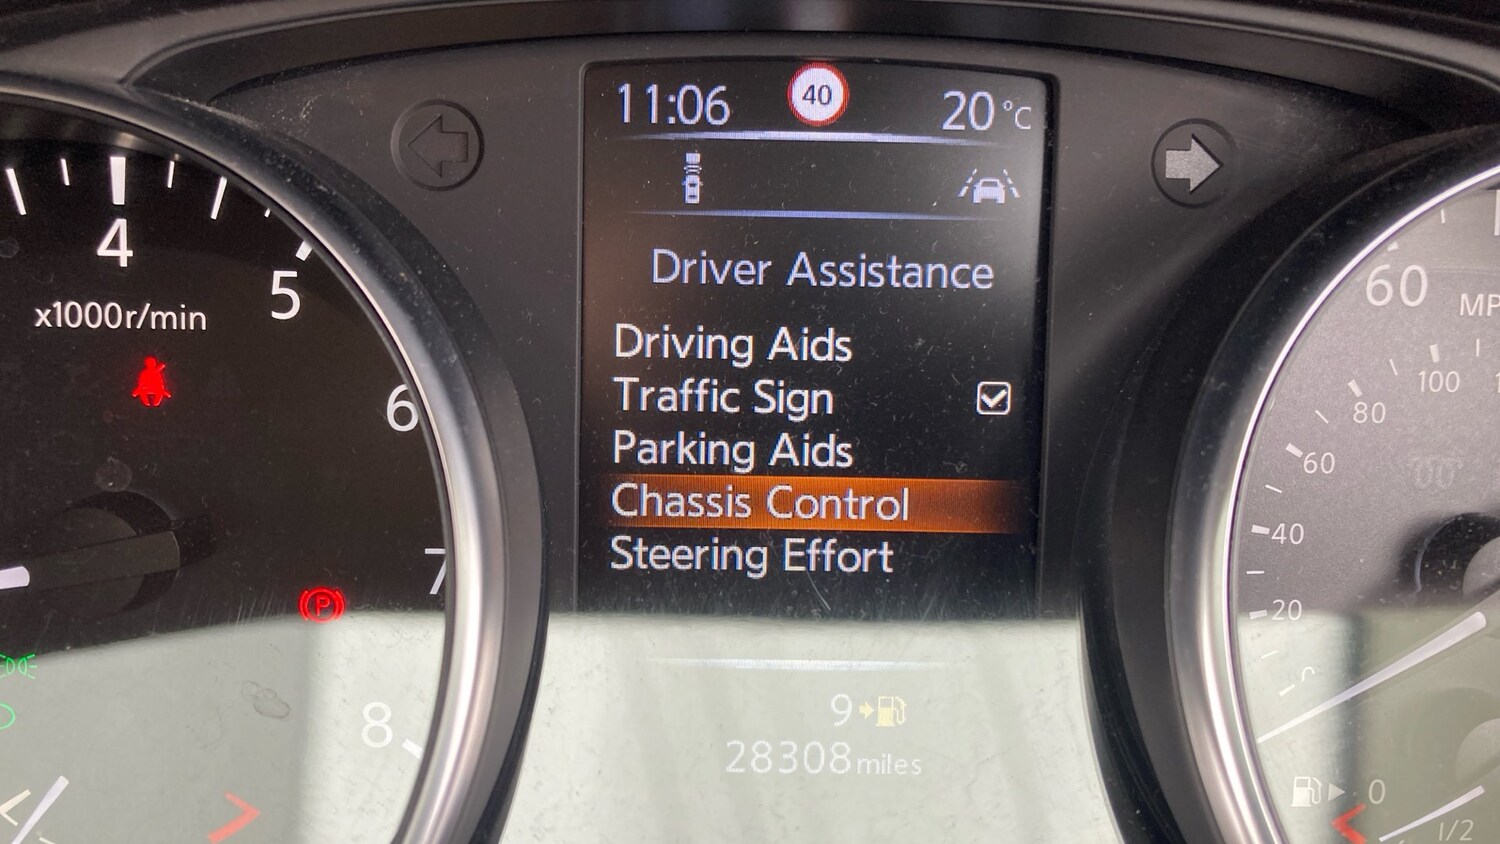 11:06 40 20 °C
Driver Assistance
Driving Aids
Traffic Sign
Parking Aids
Chassis Control
Steering Effort
9
28308 miles
4
5
x1000r/min
6
P
7
8
60
MP
100
80
60
40
20
0
1/2